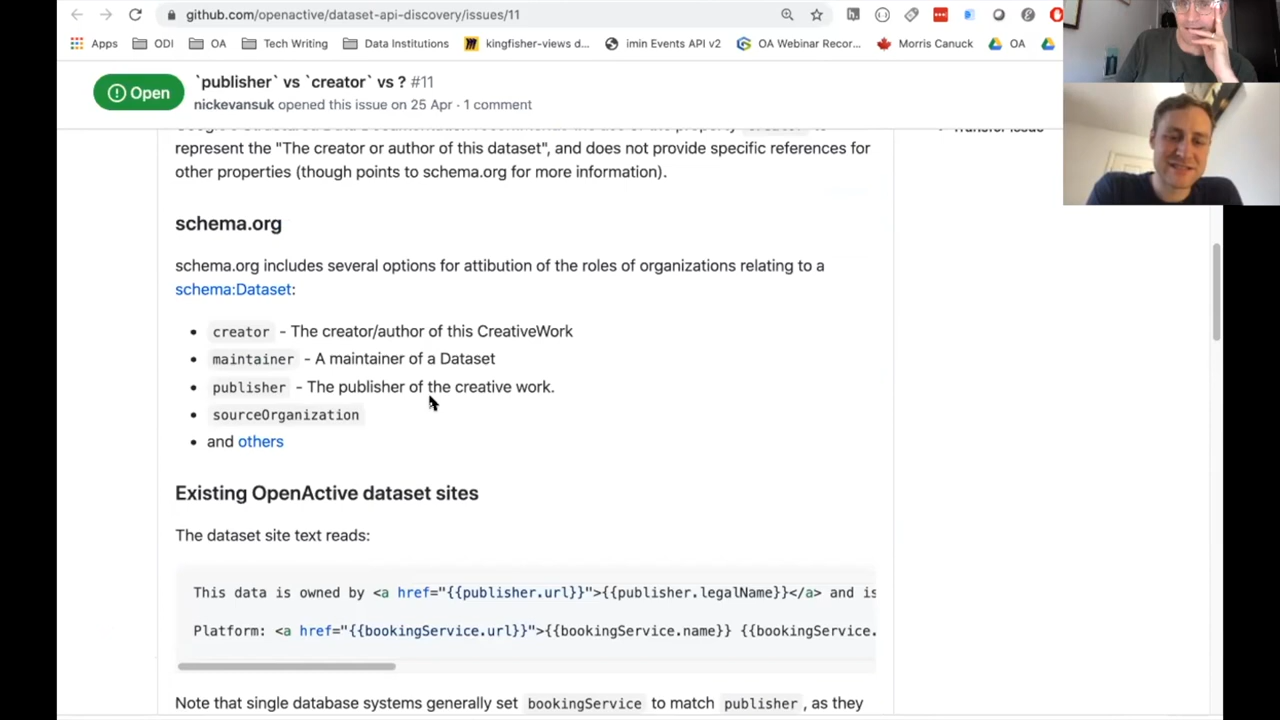 github.com/openactive/dataset-api-discovery/issues/11
Apps ODI OA Tech Writing Data Institutions kingfisher-views d... imin Events API v2 OA Webinar Recor... Morris Canuck OA
Open
`publisher` vs `creator` vs ? #11
nickevansuk opened this issue on 25 Apr · 1 comment
represent the "The creator or author of this dataset", and does not provide specific references for
other properties (though points to schema.org for more information).
schema.org
schema.org includes several options for attibution of the roles of organizations relating to a
schema:Dataset:
creator - The creator/author of this CreativeWork
maintainer - A maintainer of a Dataset
publisher - The publisher of the creative work.
sourceOrganization
and others
Existing OpenActive dataset sites
The dataset site text reads:
This data is owned by <a href="{{publisher.url}}">{{publisher.legalName}}</a> and is
Platform: <a href="{{bookingService.url}}">{{bookingService.name}} {{bookingService.
Note that single database systems generally set bookingService to match publisher, as they